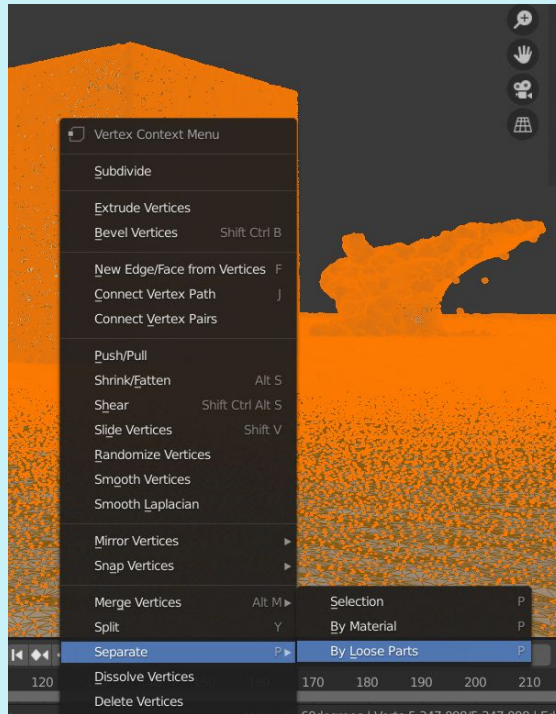 Vertex Context Menu
Subdivide
Extrude Vertices
Bevel Vertices Shift Ctrl B
New Edge/Face from Vertices F
Connect Vertex Path J
Connect Vertex Pairs
Push/Pull
Shrink/Fatten Alt S
Shear Shift Ctrl Alt S
Slide Vertices Shift V
Randomize Vertices
Smooth Vertices
Smooth Laplacian
Mirror Vertices
Snap Vertices
Merge Vertices Alt M
Split Y
Separate P
Dissolve Vertices
Delete Vertices
Selection P
By Material P
By Loose Parts P
120 170 180 190 200 210